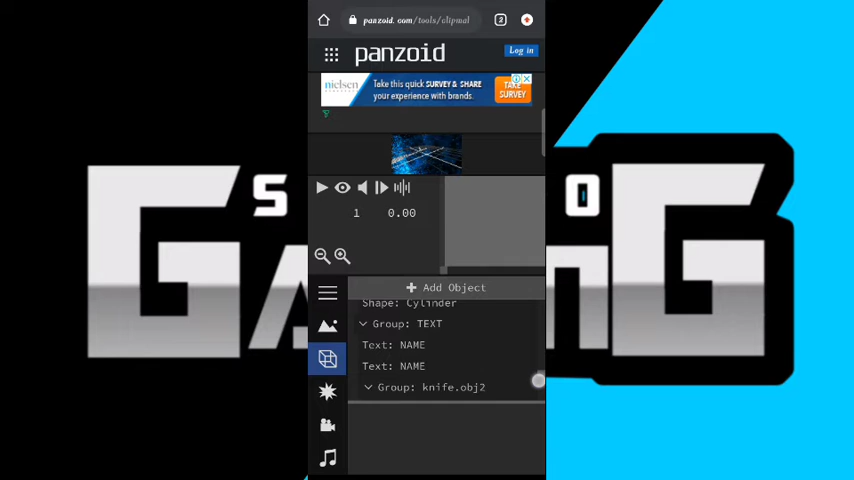 panzoid.com/tools/clipmal
2
panzoid
Log in
nielsen
Take this quick SURVEY & SHARE
your experience with brands.
TAKE
SURVEY
1 0.00
Add Object
Shape: Cylinder
Group: TEXT
Text: NAME
Text: NAME
Group: knife.obj2